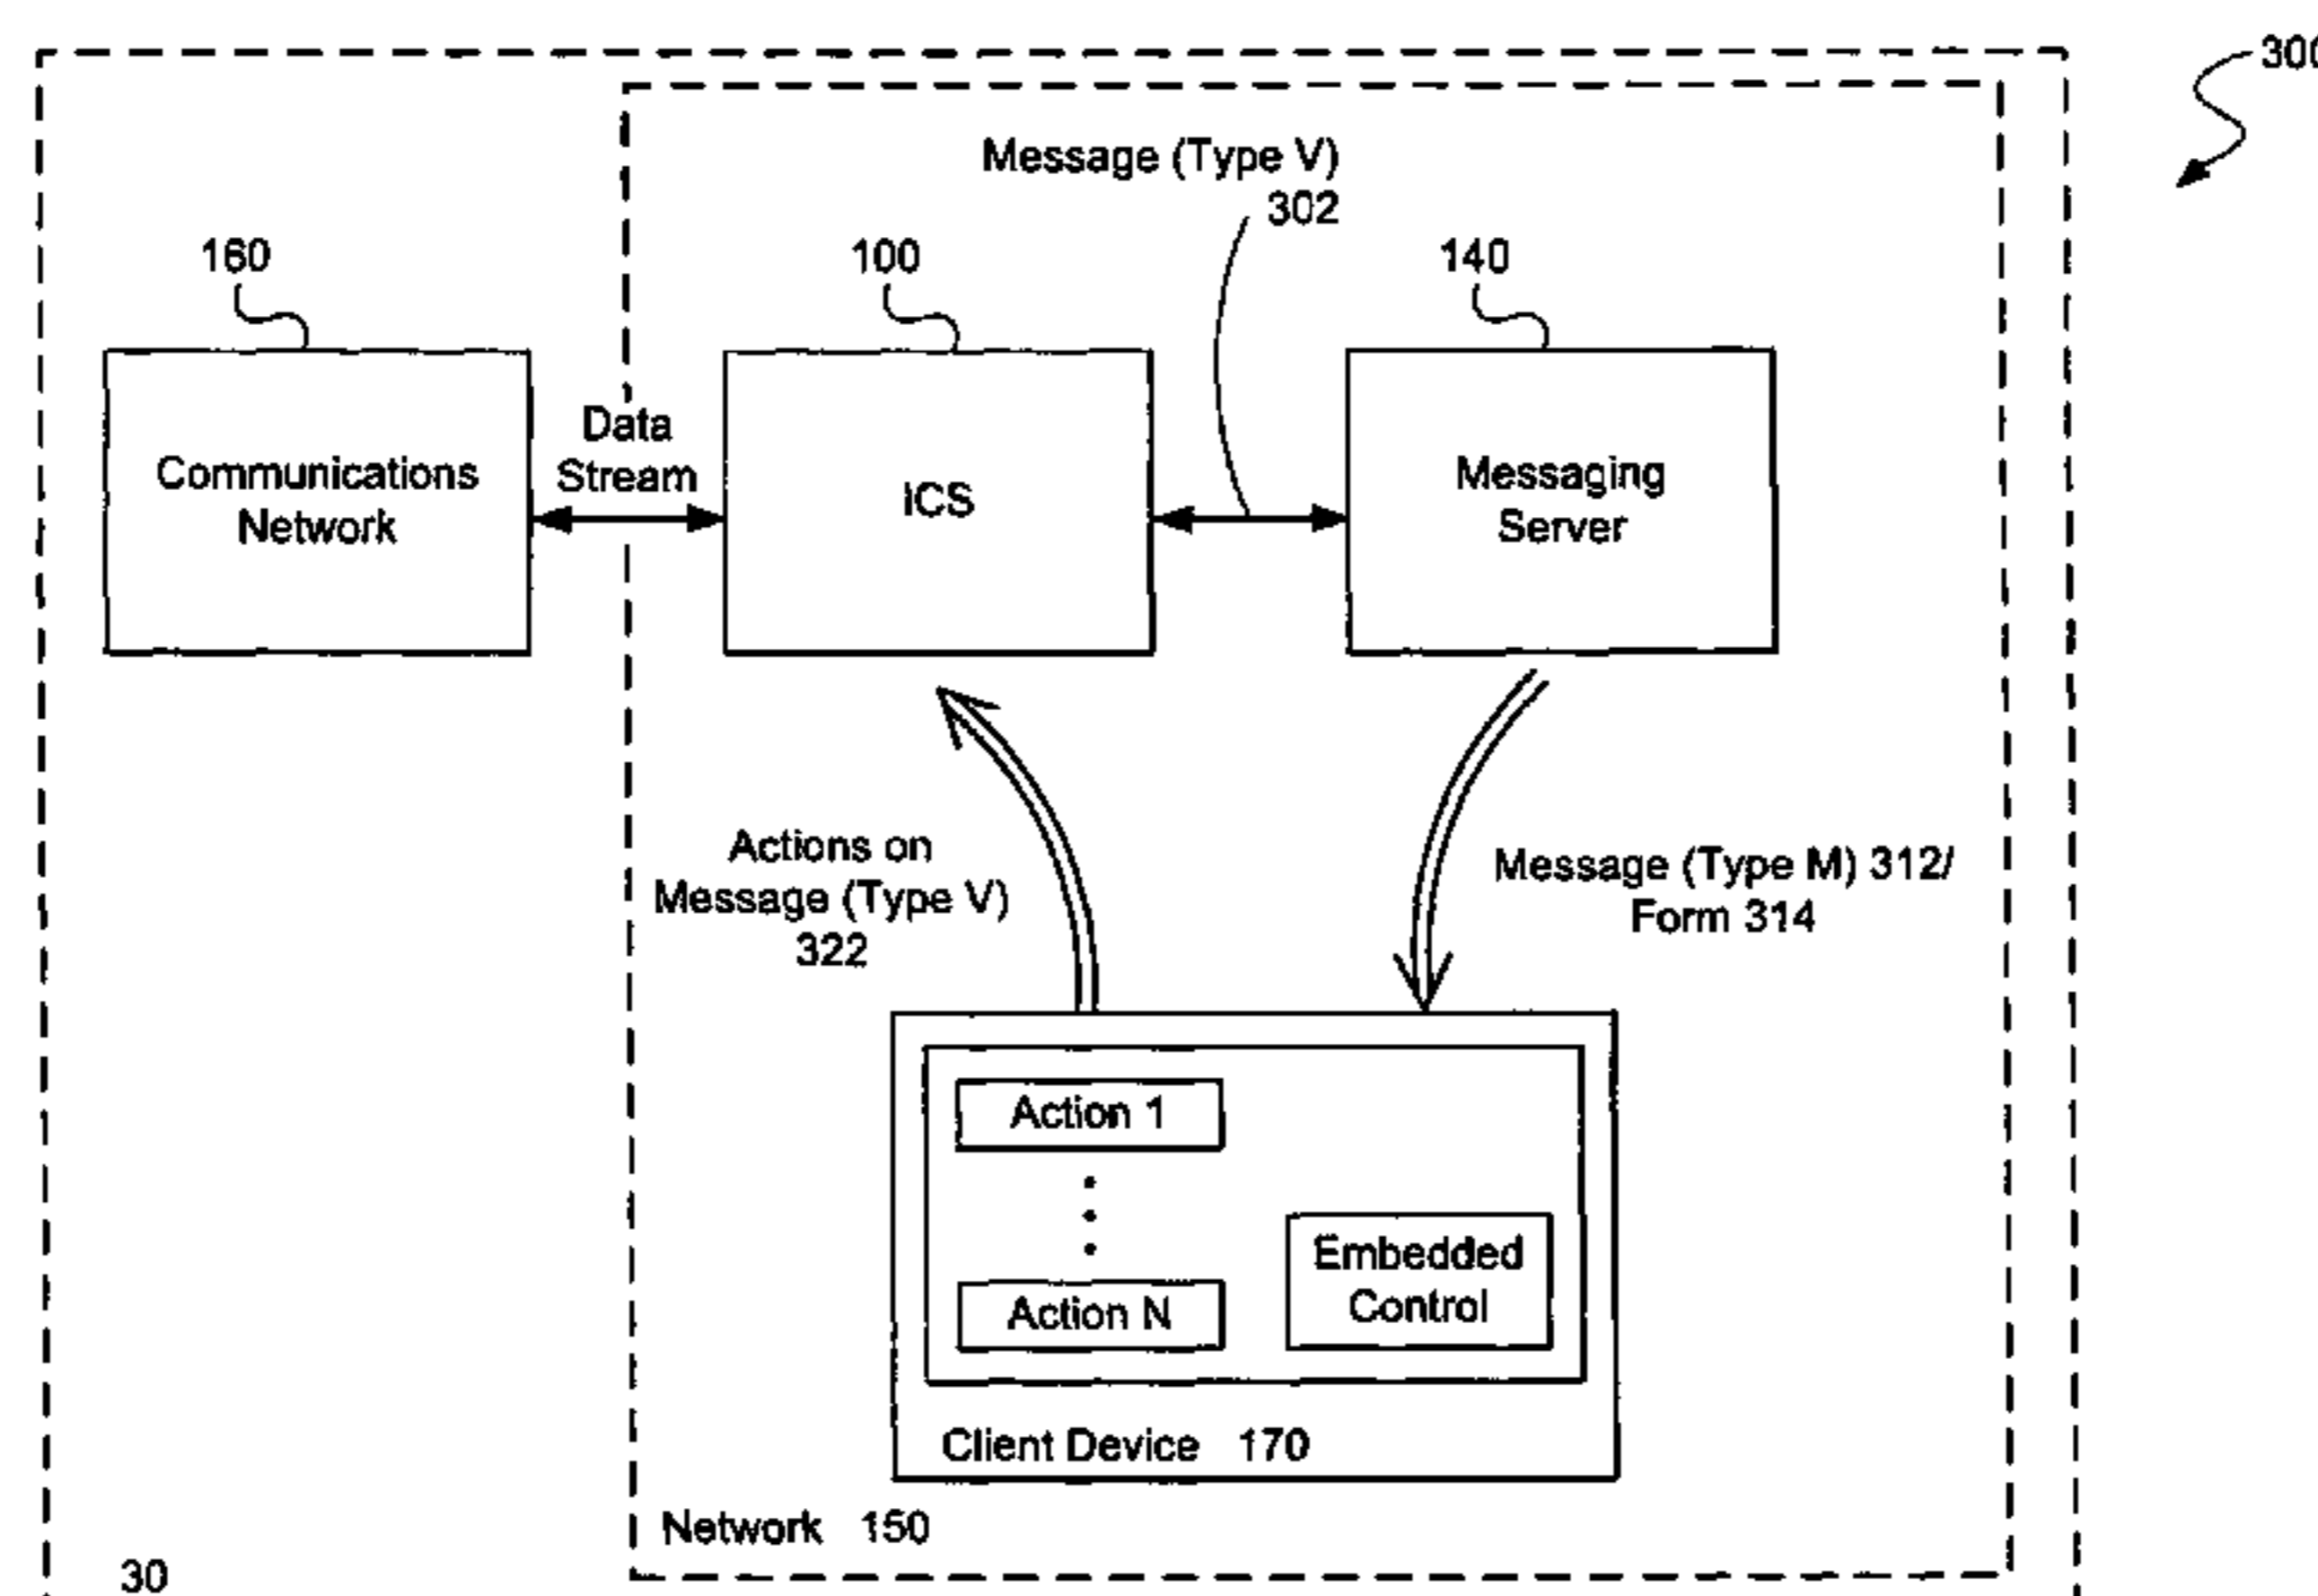 300
Message (Type V)
302
160
100
140
Data
Stream
Communications
Network
ICS
Messaging
Server
Actions on
Message (Type V)
322
Message (Type M) 312/
Form 314
Action 1
Action N
Embedded
Control
Client Device 170
Network 150
30